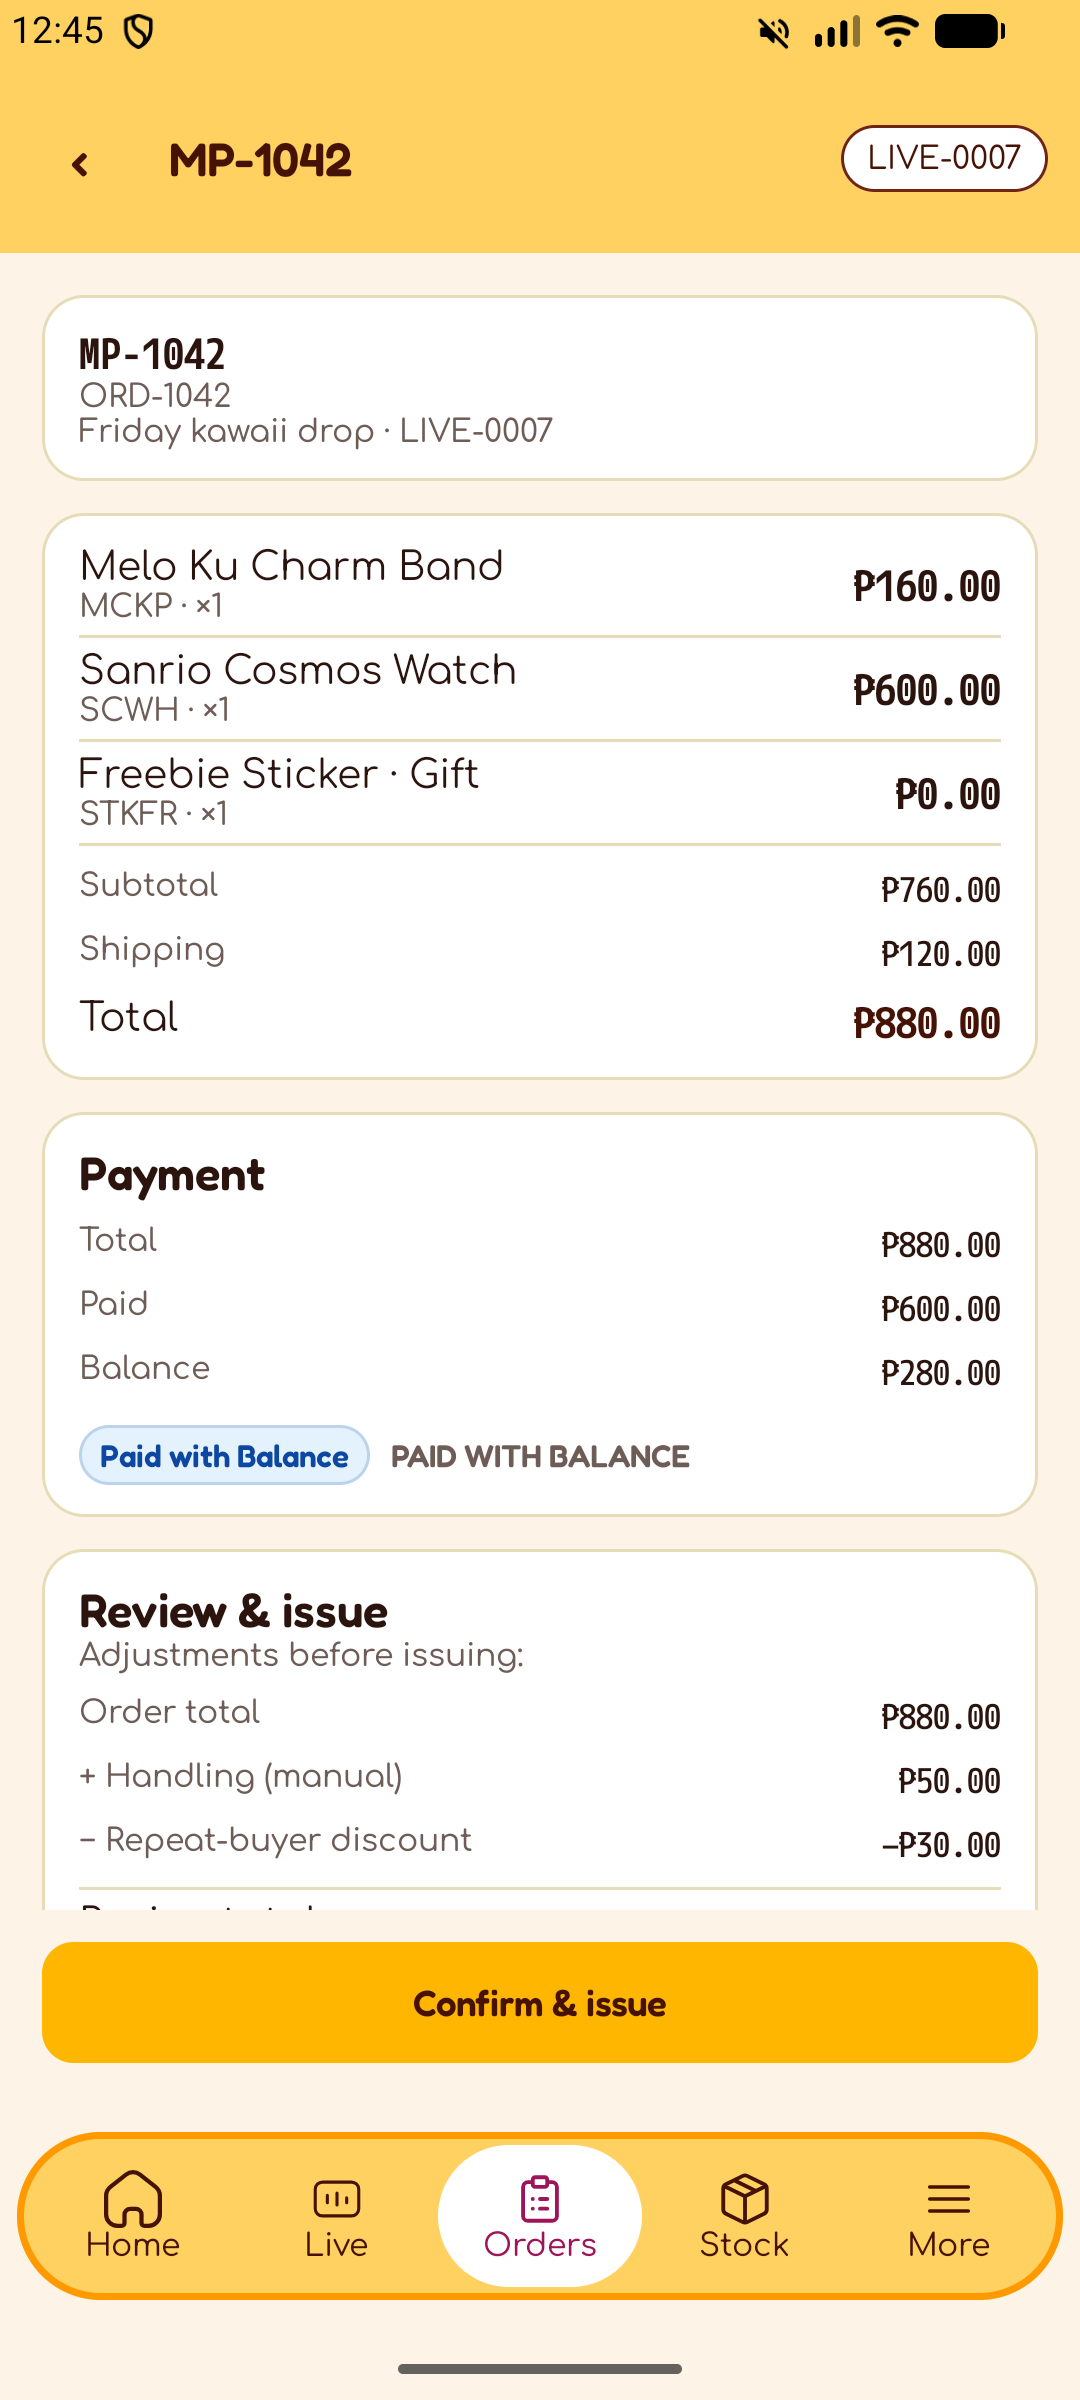 12:45
MP-1042
LIVE-0007
MP-1042
ORD-1042
Friday kawaii drop · LIVE-0007
Melo Ku Charm Band
MCKP · ×1
₱160.00
Sanrio Cosmos Watch
SCWH · ×1
₱600.00
Freebie Sticker · Gift
STKFR · ×1
₱0.00
Subtotal ₱760.00
Shipping ₱120.00
Total ₱880.00
Payment
Total ₱880.00
Paid ₱600.00
Balance ₱280.00
Paid with Balance PAID WITH BALANCE
Review & issue
Adjustments before issuing:
Order total ₱880.00
+ Handling (manual) ₱50.00
− Repeat-buyer discount −₱30.00
Confirm & issue
Home
Live
Orders
Stock
More